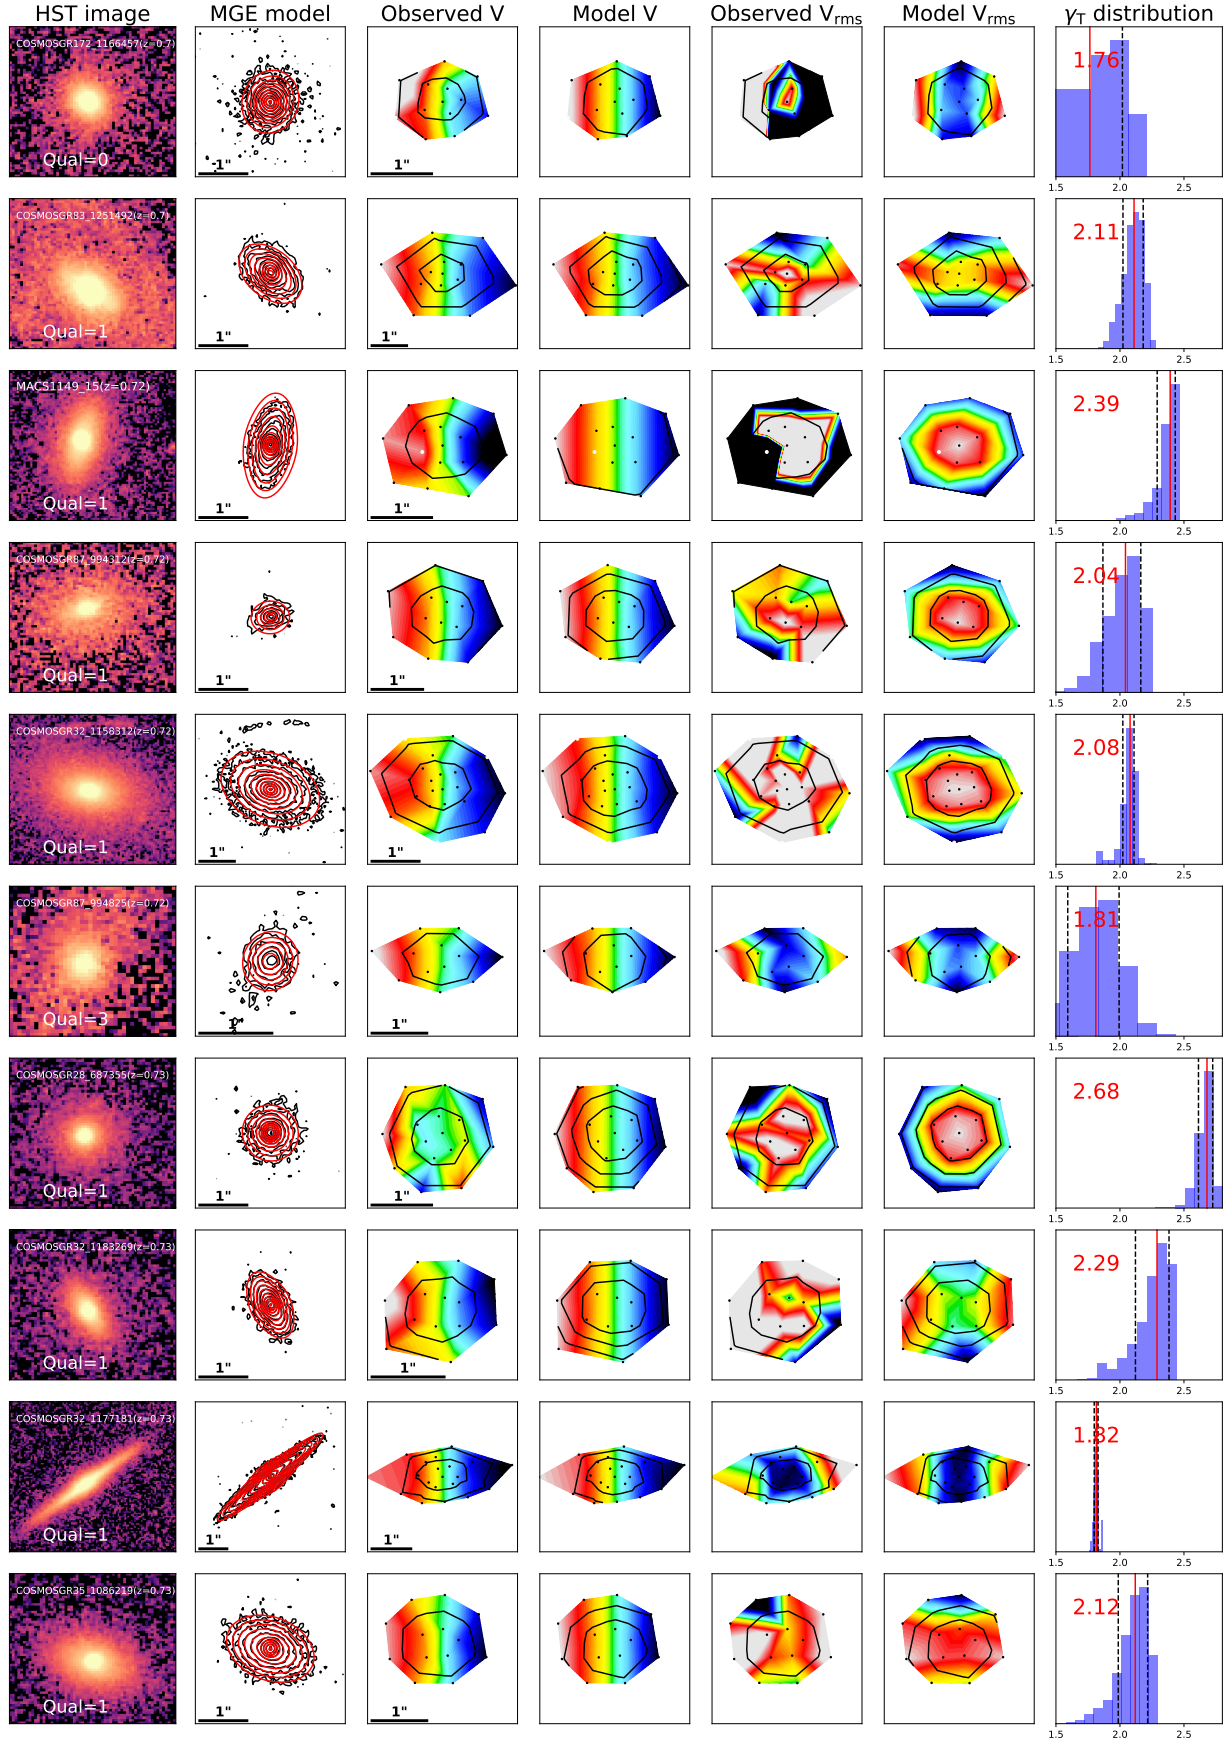 HST image MGE model Observed V Model V Observed Vrms Model Vrms γT distribution
COSMOSGR172_1166457(z=0.7)
Qual=0
1"
1"
1.76
1.5 2.0 2.5
COSMOSGR83_1251492(z=0.7)
Qual=1
1"
1"
2.11
1.5 2.0 2.5
MACS1149_15(z=0.72)
Qual=1
1"
1"
2.39
1.5 2.0 2.5
COSMOSGR87_994312(z=0.72)
Qual=1
1"
1"
2.04
1.5 2.0 2.5
COSMOSGR32_1158312(z=0.72)
Qual=1
1"
1"
2.08
1.5 2.0 2.5
COSMOSGR87_994825(z=0.72)
Qual=3
1"
1"
1.81
1.5 2.0 2.5
COSMOSGR28_687355(z=0.73)
Qual=1
1"
1"
2.68
1.5 2.0 2.5
COSMOSGR32_1183269(z=0.73)
Qual=1
1"
1"
2.29
1.5 2.0 2.5
COSMOSGR32_1177181(z=0.73)
Qual=1
1"
1"
1.82
1.5 2.0 2.5
COSMOSGR35_1086219(z=0.73)
Qual=1
1"
1"
2.12
1.5 2.0 2.5